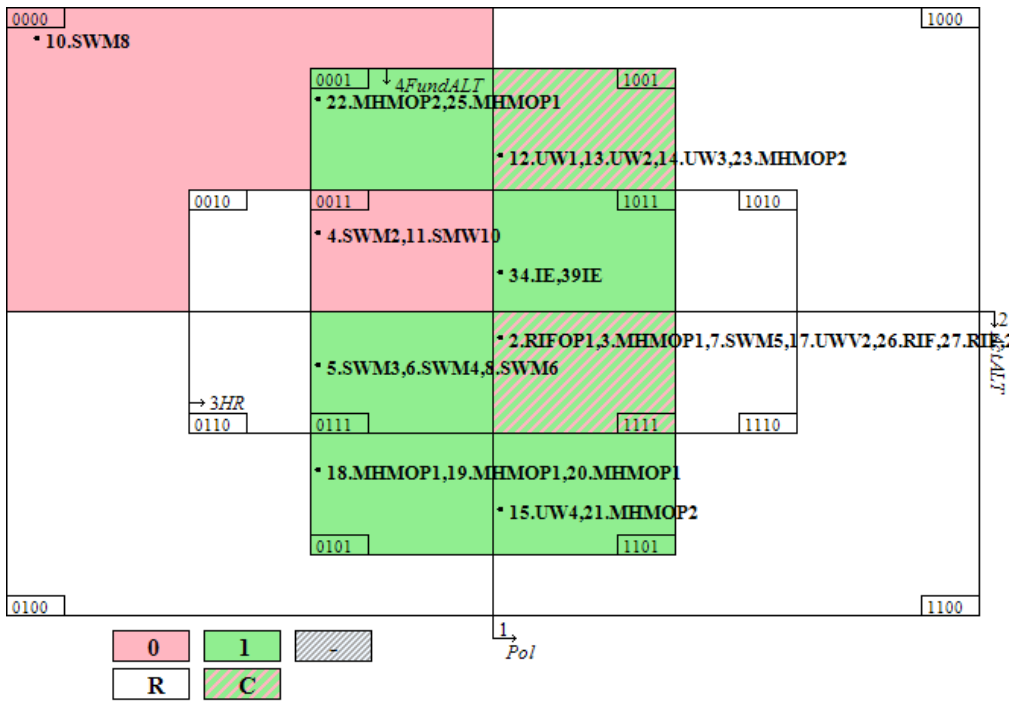 0000
1000
10.SWM8
0001
4FundALT
1001
22.MHMOP2,25.MHMOP1
12.UW1,13.UW2,14.UW3,23.MHMOP2
0010
0011
1011
1010
4.SWM2,11.SMW10
34.IE,39IE
2
2.RIFOP1,3.MHMOP1,7.SWM5,17.UWV2,26.RIF,27.RIF,2
5.SWM3,6.SWM4,8.SWM6
3HR
0110
0111
1111
1110
18.MHMOP1,19.MHMOP1,20.MHMOP1
15.UW4,21.MHMOP2
0101
1101
0100
1100
1
Pol
0
1
-
R
C